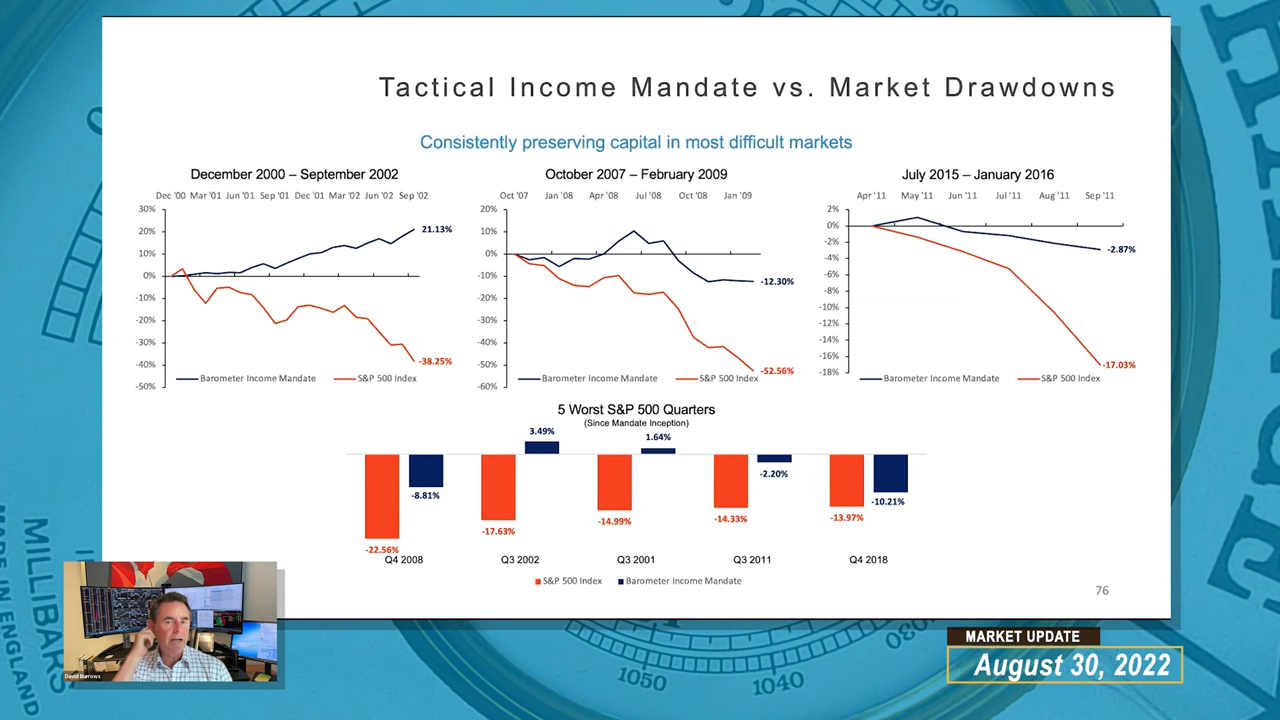 Tactical Income Mandate vs. Market Drawdowns
Consistently preserving capital in most difficult markets
December 2000 – September 2002
Dec '00 Mar '01 Jun '01 Sep '01 Dec '01 Mar '02 Jun '02 Sep '02
30%
20%
10%
0%
-10%
-20%
-30%
-40%
-50%
21.13%
-38.25%
Barometer Income Mandate S&P 500 Index
October 2007 – February 2009
Oct '07 Jan '08 Apr '08 Jul '08 Oct '08 Jan '09
20%
10%
0%
-10%
-20%
-30%
-40%
-50%
-60%
-12.30%
-52.56%
Barometer Income Mandate S&P 500 Index
July 2015 – January 2016
Apr '11 May '11 Jun '11 Jul '11 Aug '11 Sep '11
2%
0%
-2%
-4%
-6%
-8%
-10%
-12%
-14%
-16%
-18%
-2.87%
-17.03%
Barometer Income Mandate S&P 500 Index
5 Worst S&P 500 Quarters
(Since Mandate Inception)
3.49% 1.64%
-8.81% -2.20% -10.21%
-22.56% -17.63% -14.99% -14.33% -13.97%
Q4 2008 Q3 2002 Q3 2001 Q3 2011 Q4 2018
S&P 500 Index Barometer Income Mandate
76
David Burrows
MARKET UPDATE
August 30, 2022
MILLIBARS
MADE IN ENGLAND
1050
1040